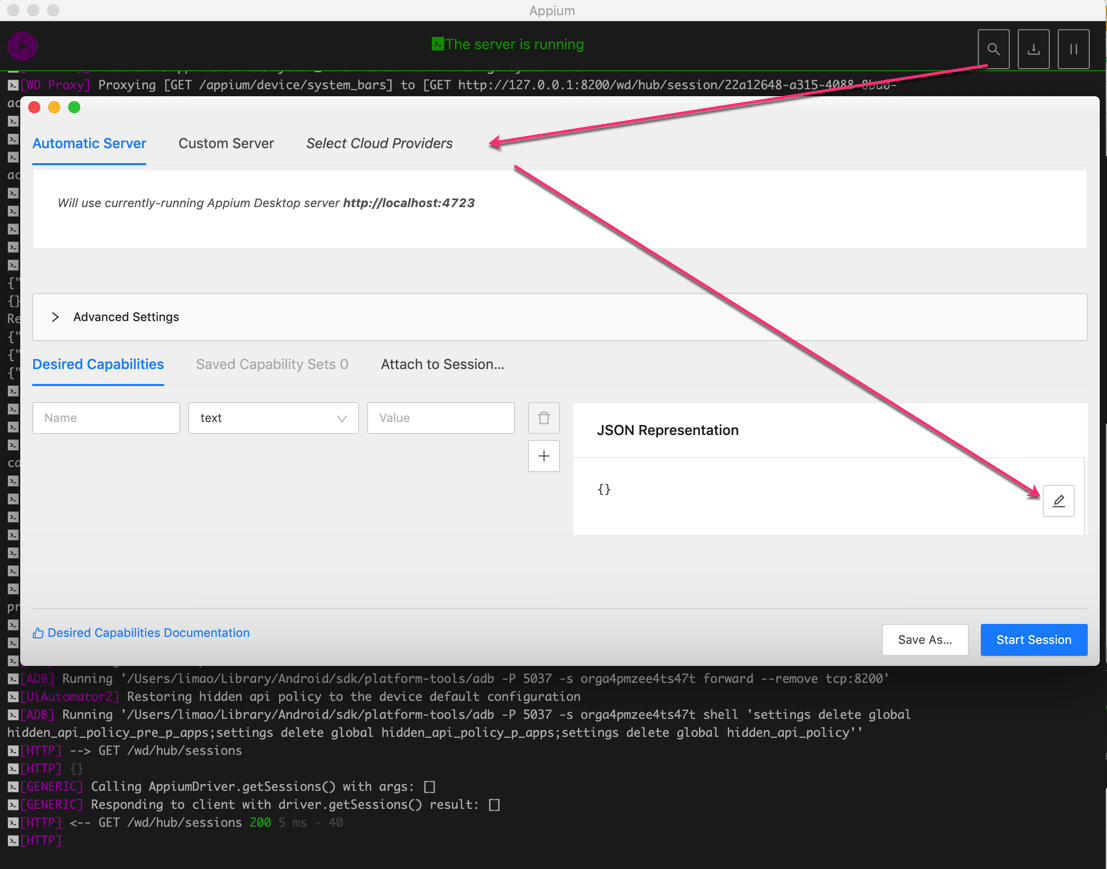 Appium
The server is running
[WD Proxy] Proxying [GET /appium/device/system_bars] to [GET http://127.0.0.1:8200/wd/hub/session/22a12648-a315-4088-8ba0-
ac
Automatic Server Custom Server Select Cloud Providers
ac
Will use currently-running Appium Desktop server http://localhost:4723
{"
{}
Advanced Settings
Re
{"
{"
Desired Capabilities Saved Capability Sets 0 Attach to Session...
{"
Name text Value
JSON Representation
ca
{}
pr
Desired Capabilities Documentation
Save As... Start Session
[ADB] Running '/Users/limao/Library/Android/sdk/platform-tools/adb -P 5037 -s orga4pmzee4ts47t forward --remove tcp:8200'
[UiAutomator2] Restoring hidden api policy to the device default configuration
[ADB] Running '/Users/limao/Library/Android/sdk/platform-tools/adb -P 5037 -s orga4pmzee4ts47t shell 'settings delete global
hidden_api_policy_pre_p_apps;settings delete global hidden_api_policy_p_apps;settings delete global hidden_api_policy''
[HTTP] --> GET /wd/hub/sessions
[HTTP] {}
[GENERIC] Calling AppiumDriver.getSessions() with args: []
[GENERIC] Responding to client with driver.getSessions() result: []
[HTTP] <-- GET /wd/hub/sessions 200 5 ms - 40
[HTTP]